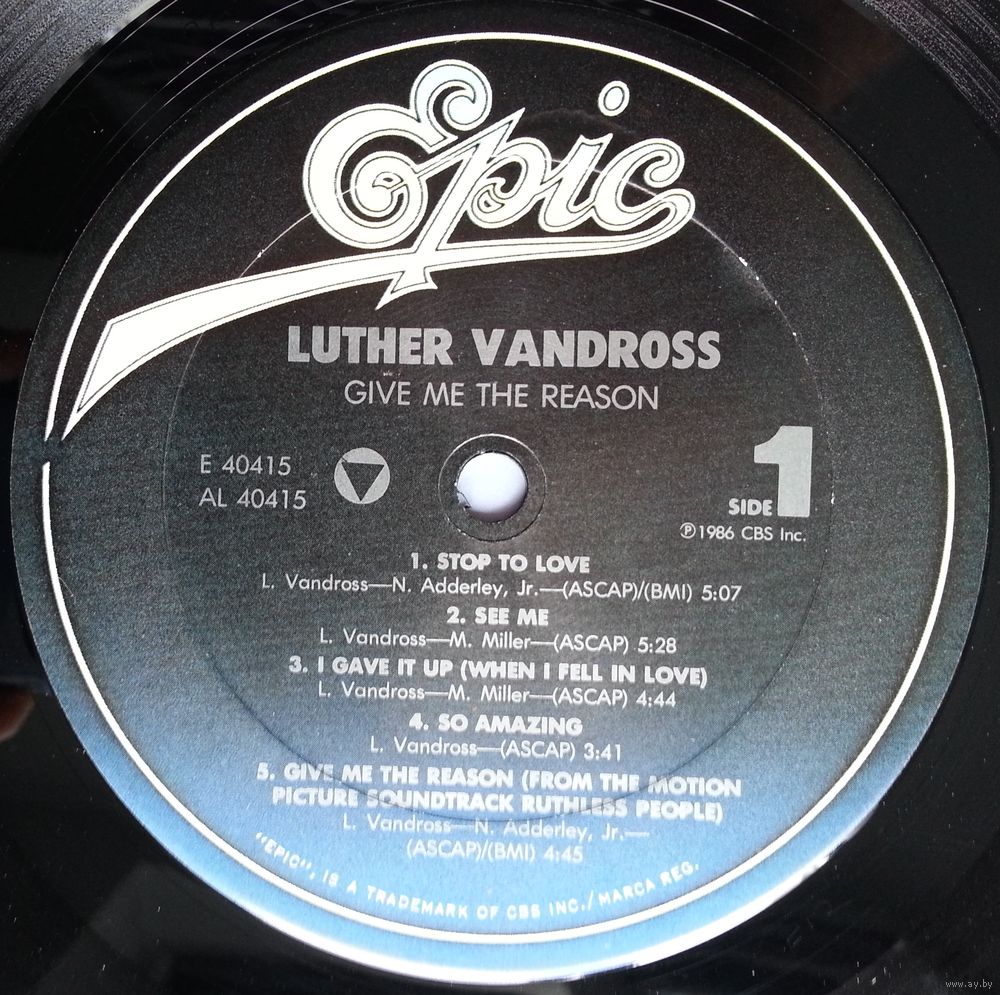 Epic
LUTHER VANDROSS
GIVE ME THE REASON
E 40415
AL 40415
SIDE 1
℗1986 CBS Inc.
1. STOP TO LOVE
L. Vandross—N. Adderley, Jr.—(ASCAP)/(BMI) 5:07
2. SEE ME
L. Vandross—M. Miller—(ASCAP) 5:28
3. I GAVE IT UP (WHEN I FELL IN LOVE)
L. Vandross—M. Miller—(ASCAP) 4:44
4. SO AMAZING
L. Vandross—(ASCAP) 3:41
5. GIVE ME THE REASON (FROM THE MOTION
PICTURE SOUNDTRACK RUTHLESS PEOPLE)
L. Vandross—N. Adderley, Jr.—
(ASCAP)/(BMI) 4:45
"EPIC", IS A TRADEMARK OF CBS INC./MARCA REG.
www.ay.by